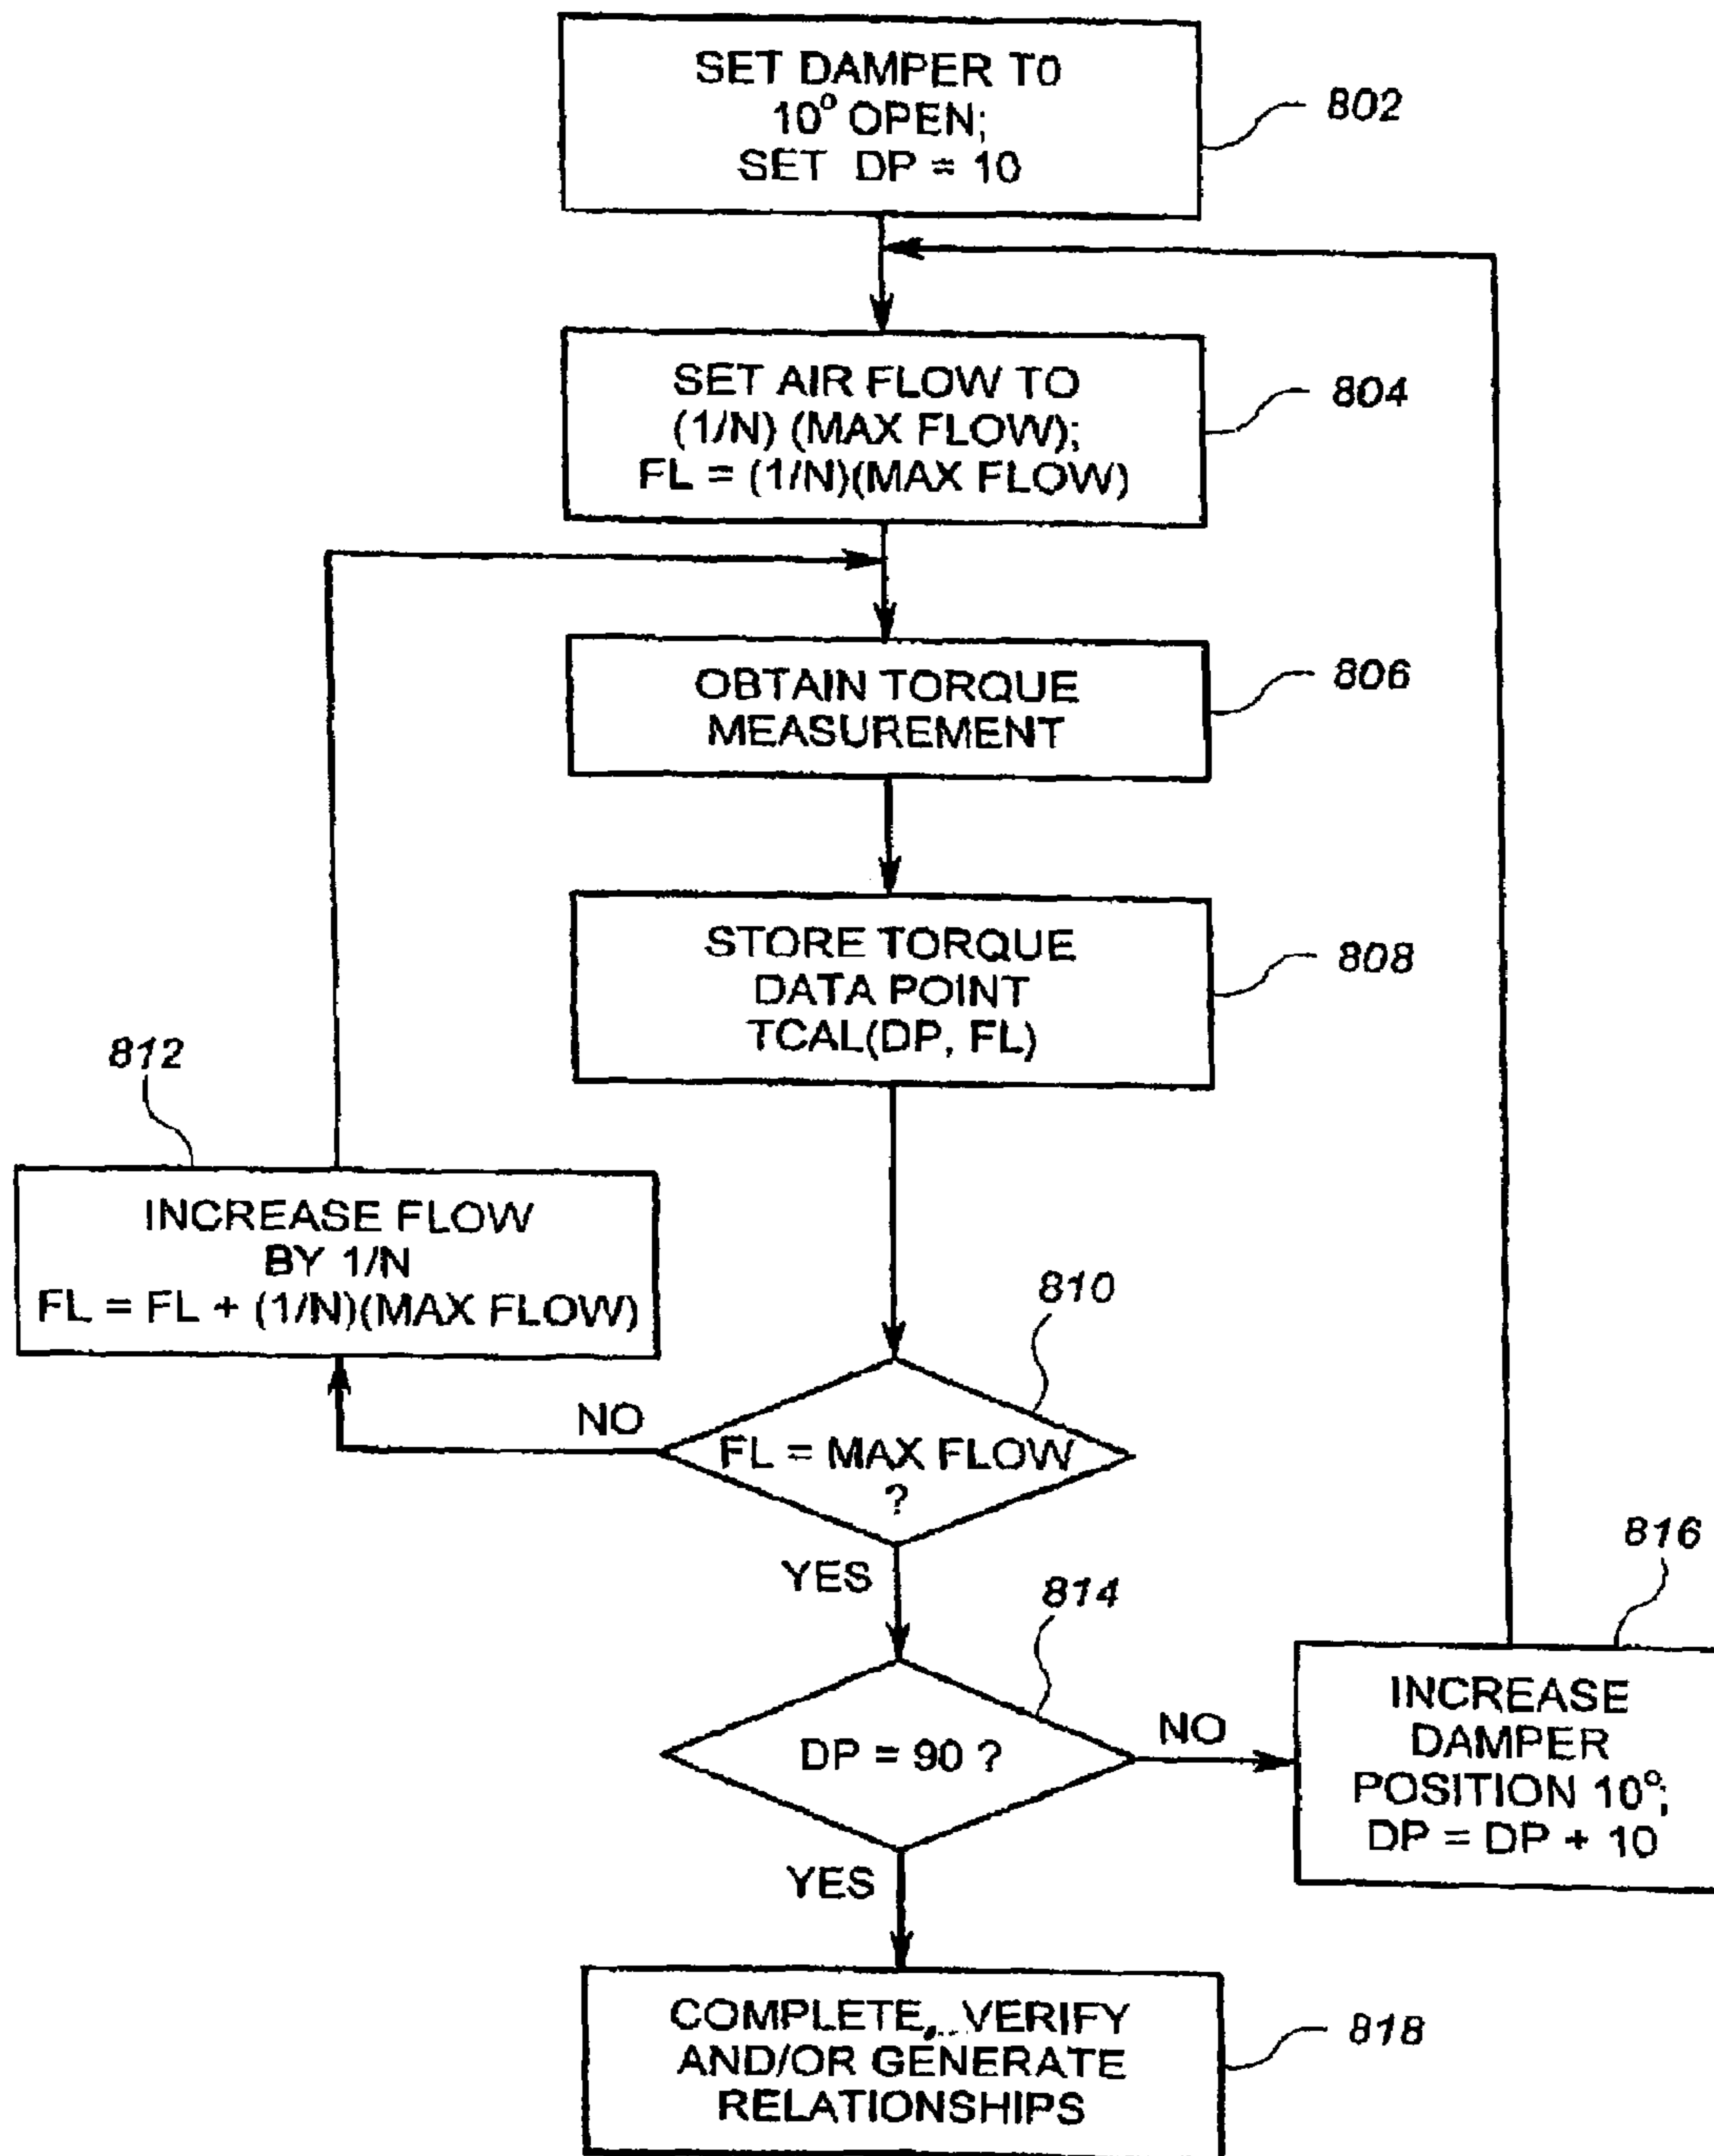 SET DAMPER TO
10° OPEN;
SET DP = 10
802
SET AIR FLOW TO
(1/N) (MAX FLOW);
FL = (1/N)(MAX FLOW)
804
OBTAIN TORQUE
MEASUREMENT
806
STORE TORQUE
DATA POINT
TCAL(DP, FL)
808
812
INCREASE FLOW
BY 1/N
FL = FL + (1/N)(MAX FLOW)
810
NO
FL = MAX FLOW
?
YES
814
816
DP = 90 ?
NO
INCREASE
DAMPER
POSITION 10°;
DP = DP + 10
YES
COMPLETE, VERIFY
AND/OR GENERATE
RELATIONSHIPS
818